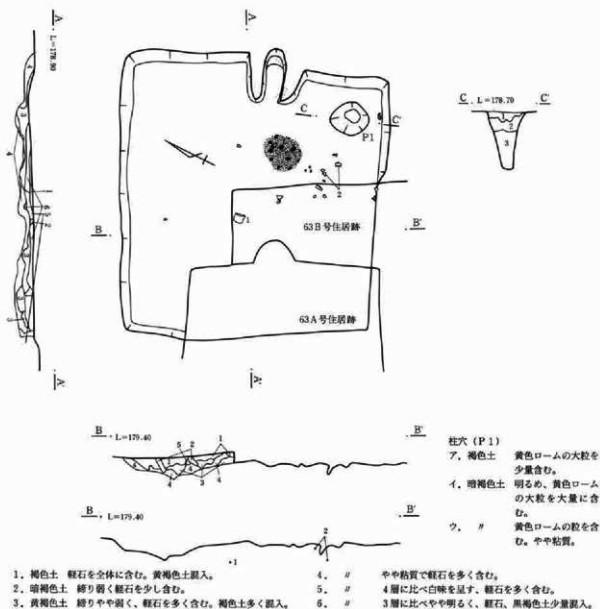 A
L=178.90
A'
A
A'
B
B'
C
C'
P1
1
2
63B号住居跡
63A号住居跡
C L=178.70 C'
2
3
B L=179.40 B'
B L=179.40 B'
柱穴 (P1)
ア、褐色土 黄色ロームの大粒を
少量含む。
イ、暗褐色土 明るめ、黄色ローム
の大粒を大量に含
む。
ウ、 〃 黄色ロームの粒を含
む。やや粘質。
1、褐色土 軽石を全体に含む。黄褐色土混入。
2、暗褐色土 締り弱く軽石を少し含む。
3、黄褐色土 締りやや弱く、軽石を多く含む。褐色土多く混入。
4、 〃 やや粘質で軽石を多く含む。
5、 〃 4層に比べ白味を呈す、軽石を多く含む。
6、 〃 3層に比べやや明るく、軽石、黒褐色土少量混入。